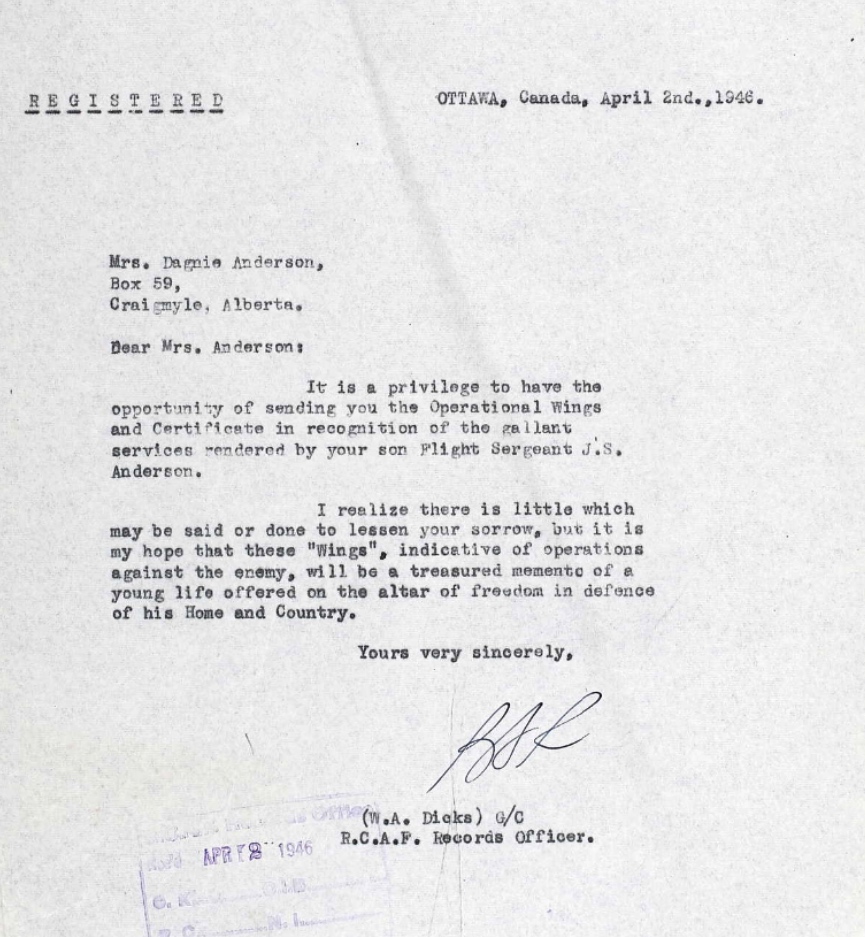 REGISTERED
OTTAWA, Canada, April 2nd.,1946.
Mrs. Dagnie Anderson,
Box 59,
Craigmyle, Alberta.
Dear Mrs. Anderson:
It is a privilege to have the
opportunity of sending you the Operational Wings
and Certificate in recognition of the gallant
services rendered by your son Flight Sergeant J.S.
Anderson.
I realize there is little which
may be said or done to lessen your sorrow, but it is
my hope that these "Wings", indicative of operations
against the enemy, will be a treasured memento of a
young life offered on the altar of freedom in defence
of his Home and Country.
Yours very sincerely,
(W.A. Dicks) G/C
R.C.A.F. Records Officer.
Office
APR 1946